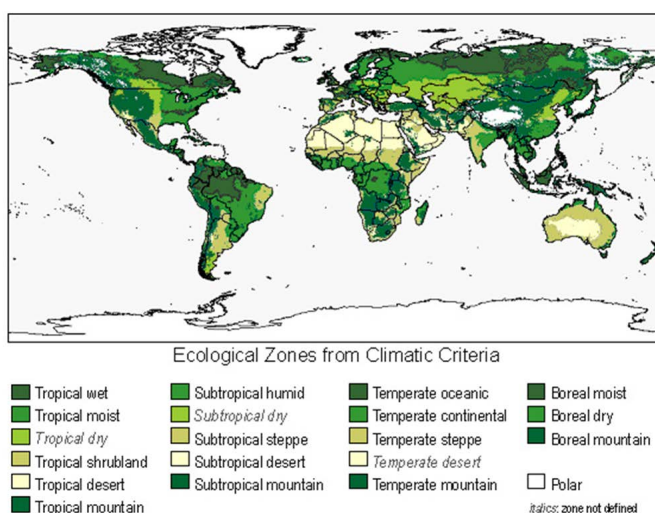 Ecological Zones from Climatic Criteria
Tropical wet
Tropical moist
Tropical dry
Tropical shrubland
Tropical desert
Tropical mountain
Subtropical humid
Subtropical dry
Subtropical steppe
Subtropical desert
Subtropical mountain
Temperate oceanic
Temperate continental
Temperate steppe
Temperate desert
Temperate mountain
Boreal moist
Boreal dry
Boreal mountain
Polar
italics: zone not defined